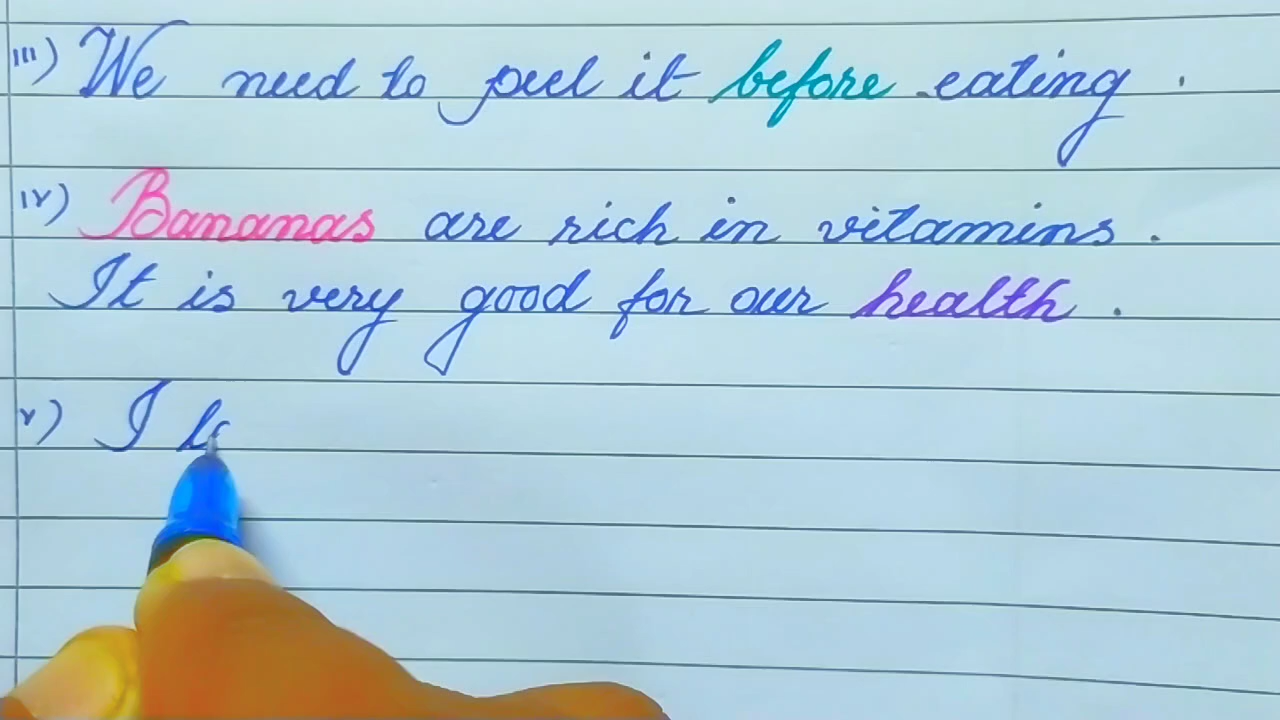 iii) We need to peel it before eating.
iv) Bananas are rich in vitamins.
It is very good for our health.
v) I